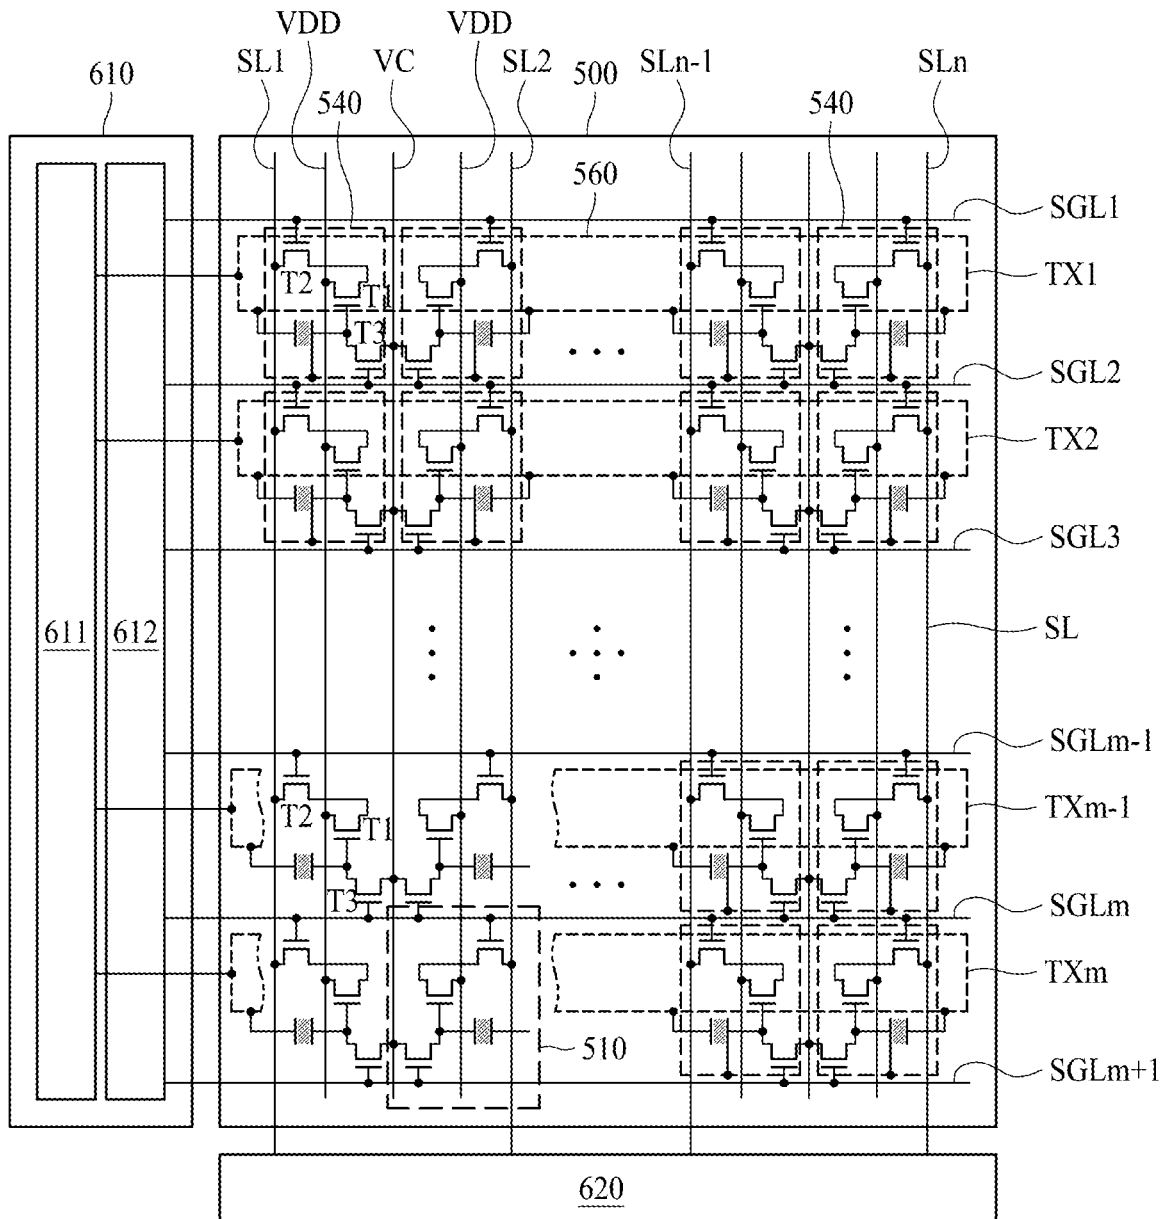 VDD
VDD
SL1
VC
SL2
SLn-1
SLn
610
540
500
540
560
SGL1
T2
T1
TX1
T3
SGL2
TX2
SGL3
611
612
SL
SGLm-1
T2
T1
TXm-1
T3
SGLm
TXm
510
SGLm+1
620